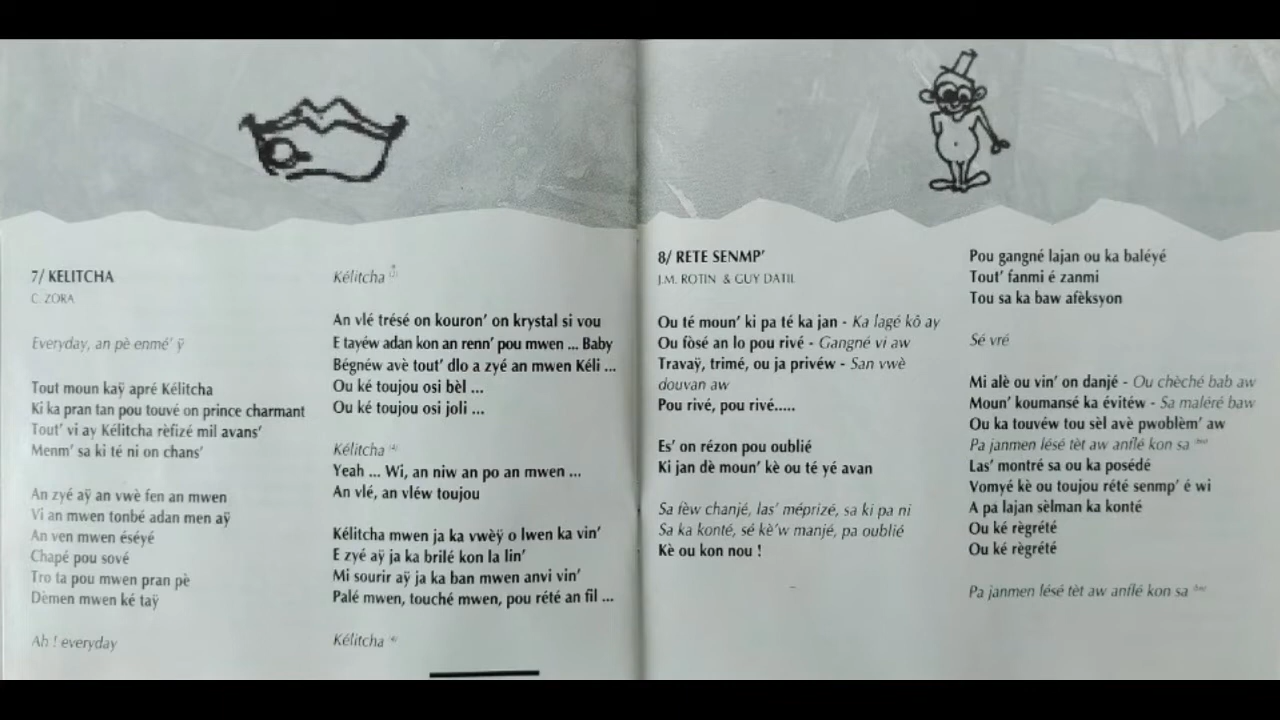 7/ KELITCHA
C. ZORA
Everyday, an pè enmé' ÿ
Tout moun kaÿ apré Kélitcha
Ki ka pran tan pou touvé on prince charmant
Tout' vi ay Kélitcha rèfizé mil avans'
Menm' sa ki té ni on chans'
An zyé aÿ an vwè fen an mwen
Vi an mwen tonbé adan men aÿ
An ven mwen éséyé
Chapé pou sové
Tro ta pou mwen pran pè
Dèmen mwen ké taÿ
Ah ! everyday
Kélitcha
An vlé trésé on kouron' on krystal si vou
E tayéw adan kon an renn' pou mwen ... Baby
Bégnéw avè tout' dlo a zyé an mwen Kéli ...
Ou ké toujou osi bèl ...
Ou ké toujou osi joli ...
Kélitcha
Yeah ... Wi, an niw an po an mwen ...
An vlé, an vléw toujou
Kélitcha mwen ja ka vwèÿ o lwen ka vin'
E zyé aÿ ja ka brilé kon la lin'
Mi sourir aÿ ja ka ban mwen anvi vin'
Palé mwen, touché mwen, pou rété an fil ...
Kélitcha
8/ RETE SENMP'
J.M. ROTIN & GUY DATIL
Ou té moun' ki pa té ka jan - Ka lagé kô ay
Ou fòsé an lo pou rivé - Gangné vi aw
Travaÿ, trimé, ou ja privéw - San vwè
douvan aw
Pou rivé, pou rivé.....
Es' on rézon pou oublié
Ki jan dè moun' kè ou té yé avan
Sa fèw chanjé, las' méprizé, sa ki pa ni
Sa ka konté, sé kè'w manjé, pa oublié
Kè ou kon nou !
Pou gangné lajan ou ka baléyé
Tout' fanmi é zanmi
Tou sa ka baw afèksyon
Sé vré
Mi alè ou vin' on danjé - Ou chèché bab aw
Moun' koumansé ka évitéw - Sa maléré baw
Ou ka touvéw tou sèl avè pwoblèm' aw
Pa janmen lésé tèt aw anflé kon sa
Las' montré sa ou ka posédé
Vomyé kè ou toujou rété senmp' é wi
A pa lajan sèlman ka konté
Ou ké règrété
Ou ké règrété
Pa janmen lésé tèt aw anflé kon sa